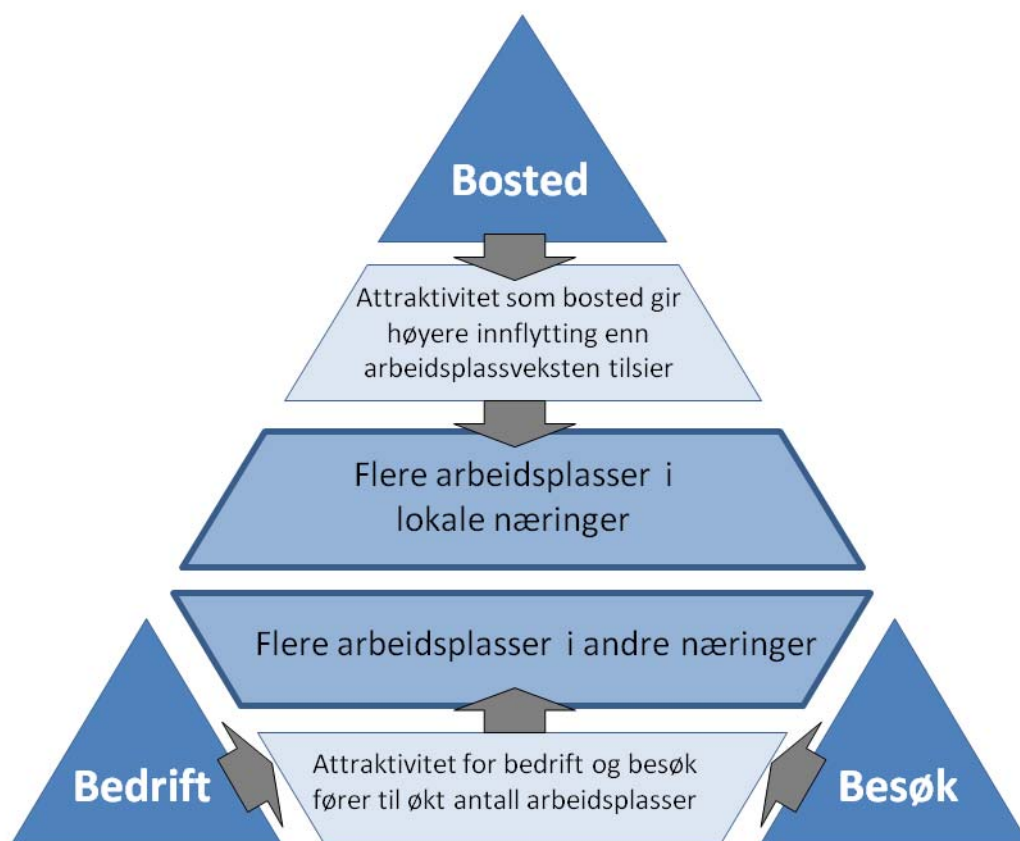 Bosted
Attraktivitet som bosted gir
høyere innflytting enn
arbeidsplassveksten tilsier
Flere arbeidsplasser i
lokale næringer
Flere arbeidsplasser i andre næringer
Bedrift
Attraktivitet for bedrift og besøk
fører til økt antall arbeidsplasser
Besøk